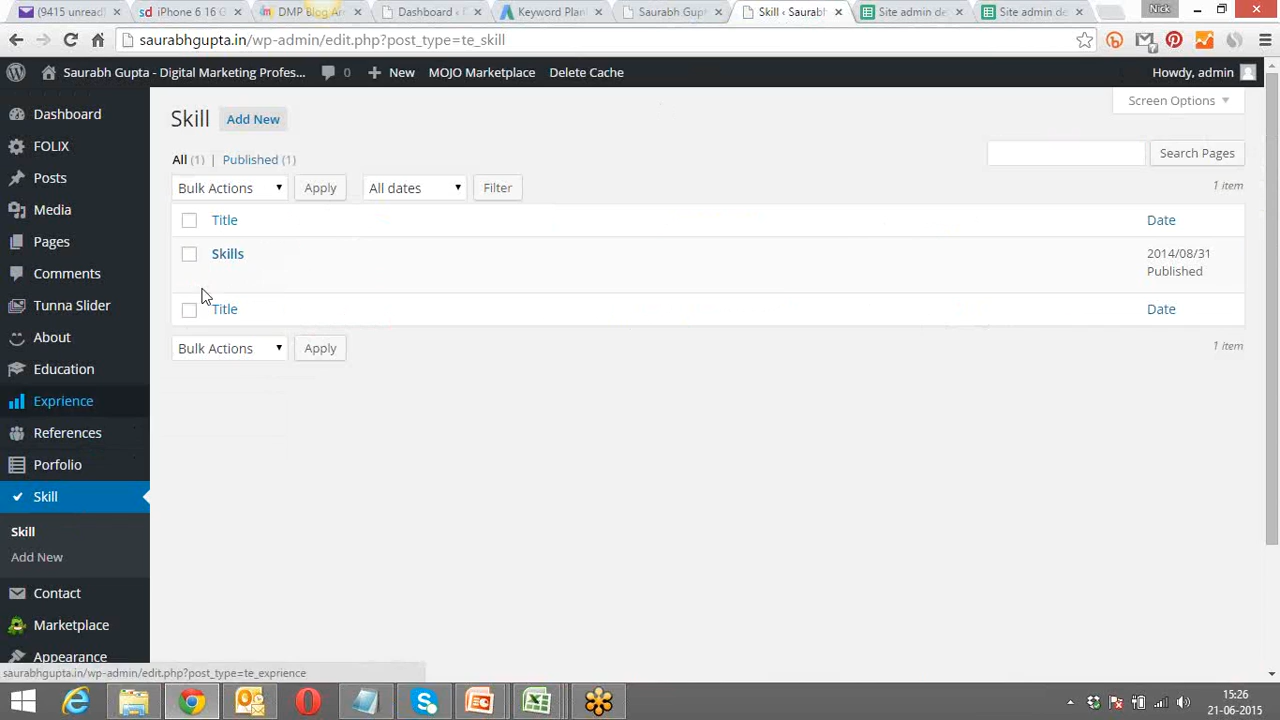 (9415 unread)
iPhone 6 16 G
DMP Blog An
Dashboard ‹ F
Keyword Plan
Saurabh Gupt
Skill ‹ Saurabh
Site admin de
Site admin de
Nick
saurabhgupta.in/wp-admin/edit.php?post_type=te_skill
Saurabh Gupta - Digital Marketing Profes... 0 New MOJO Marketplace Delete Cache Howdy, admin
Dashboard
FOLIX
Posts
Media
Pages
Comments
Tunna Slider
About
Education
Exprience
References
Porfolio
Skill
Skill
Add New
Contact
Marketplace
Appearance
Screen Options
Skill Add New
All (1) | Published (1)
Search Pages
Bulk Actions Apply All dates Filter
1 item
Title Date
Skills 2014/08/31
Published
Title Date
Bulk Actions Apply
1 item
saurabhgupta.in/wp-admin/edit.php?post_type=te_exprience
15:26
21-06-2015